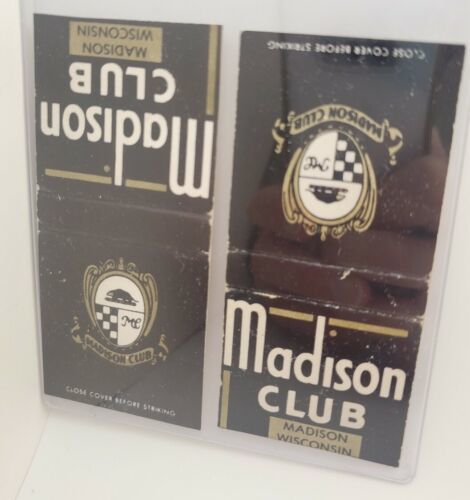 MADISON
WISCONSIN
Madison
CLUB
MC
MADISON CLUB
CLOSE COVER BEFORE STRIKING
CLOSE COVER BEFORE STRIKING
MADISON CLUB
MC
Madison
CLUB
MADISON
WISCONSIN